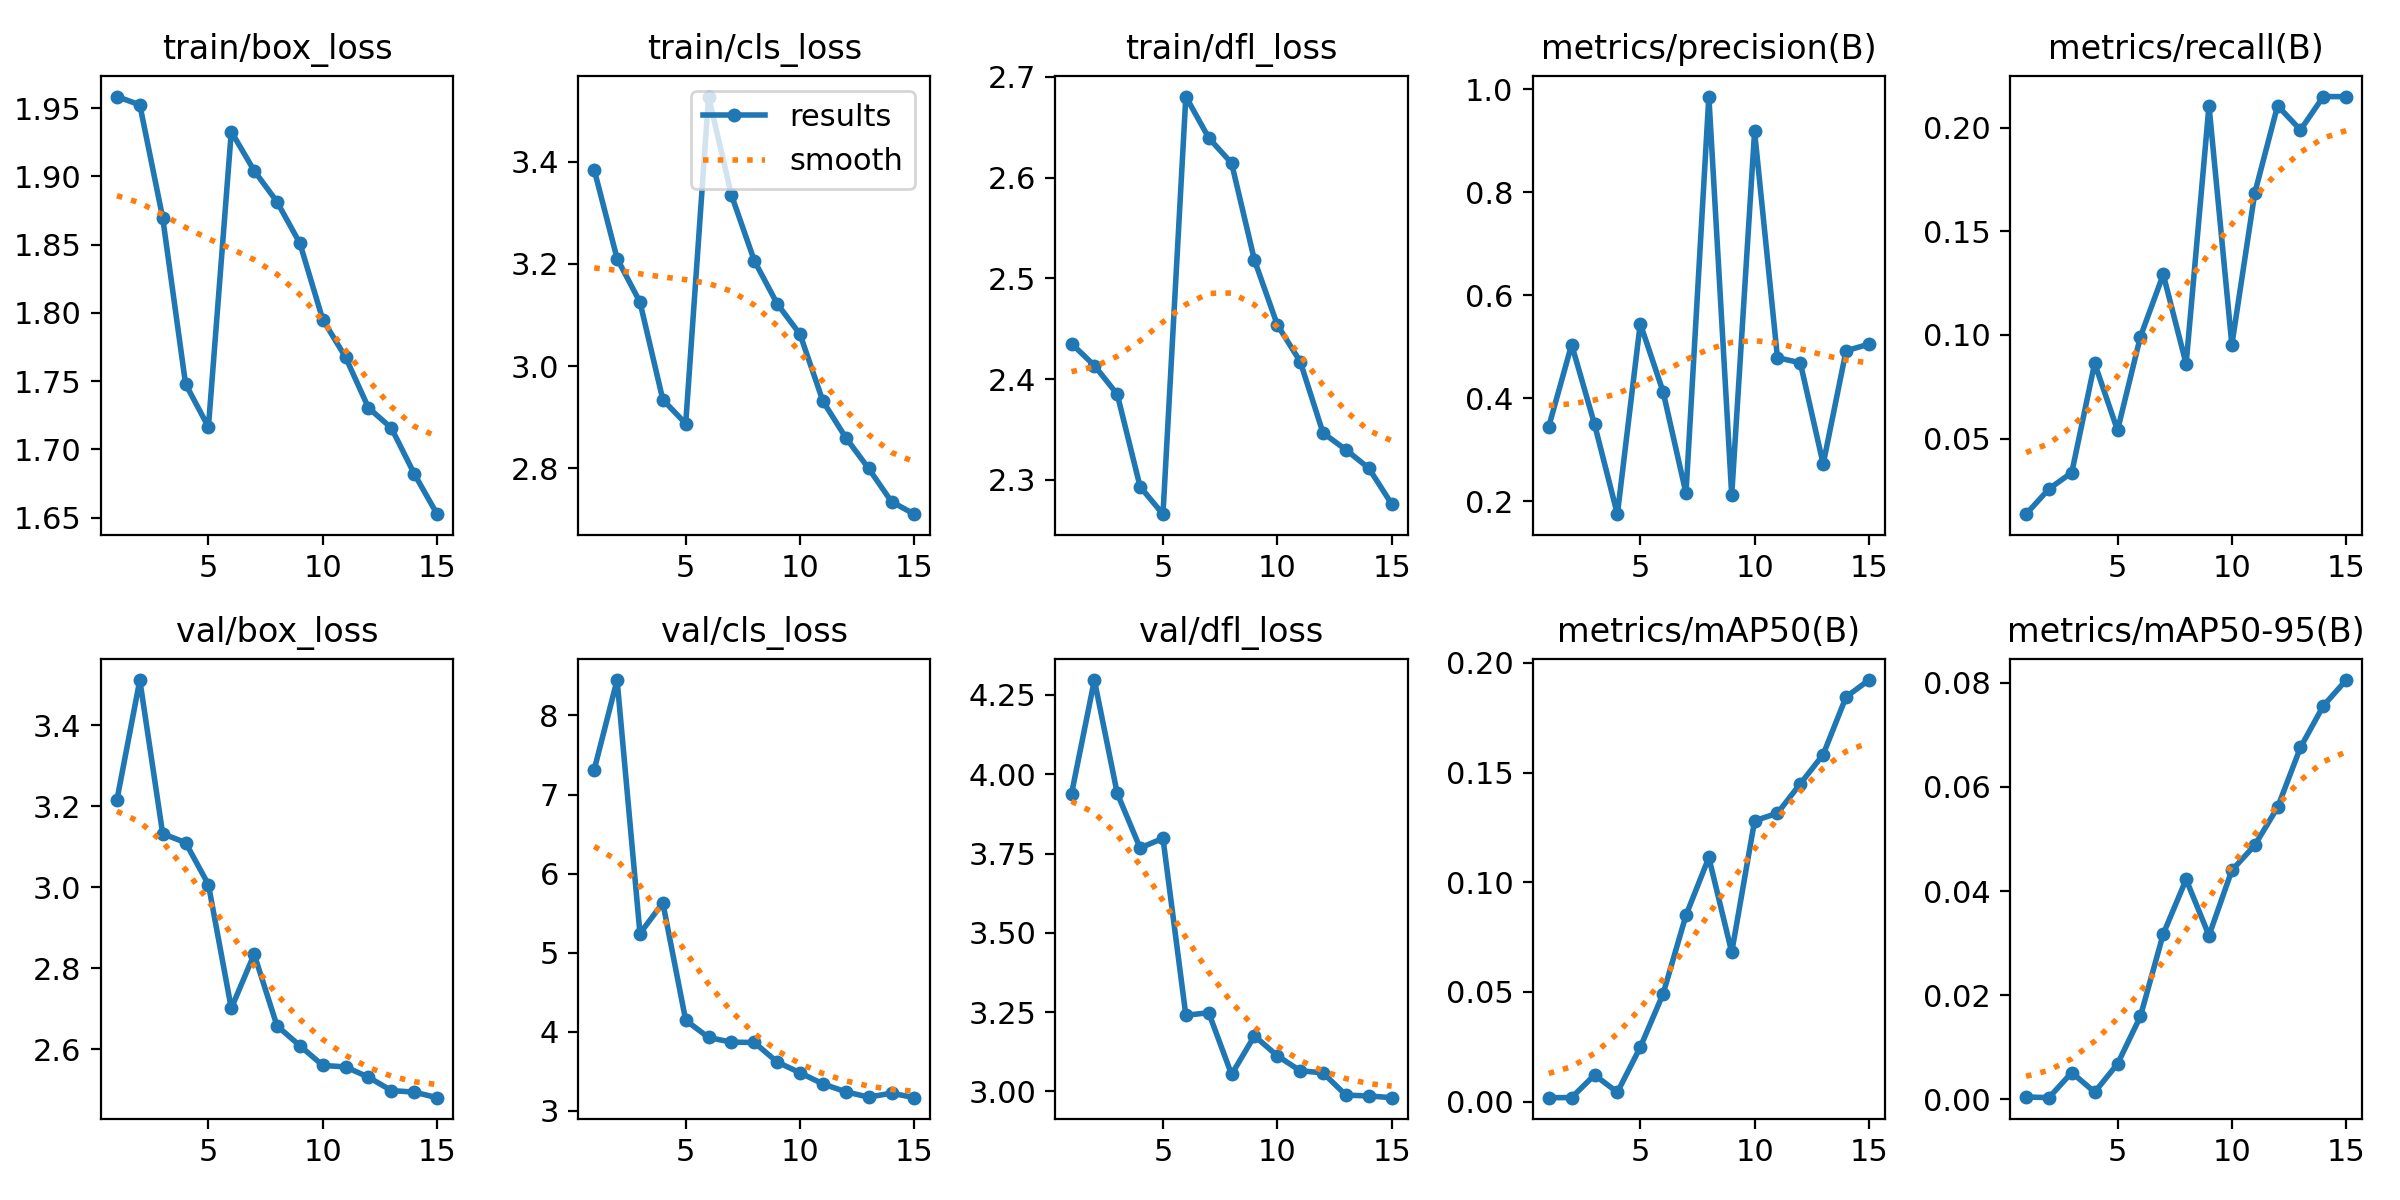 train/box_loss
1.95
1.90
1.85
1.80
1.75
1.70
1.65
5 10 15
train/cls_loss
results
smooth
3.4
3.2
3.0
2.8
5 10 15
train/dfl_loss
2.7
2.6
2.5
2.4
2.3
5 10 15
metrics/precision(B)
1.0
0.8
0.6
0.4
0.2
5 10 15
metrics/recall(B)
0.20
0.15
0.10
0.05
5 10 15
val/box_loss
3.4
3.2
3.0
2.8
2.6
5 10 15
val/cls_loss
8
7
6
5
4
3
5 10 15
val/dfl_loss
4.25
4.00
3.75
3.50
3.25
3.00
5 10 15
metrics/mAP50(B)
0.20
0.15
0.10
0.05
0.00
5 10 15
metrics/mAP50-95(B)
0.08
0.06
0.04
0.02
0.00
5 10 15